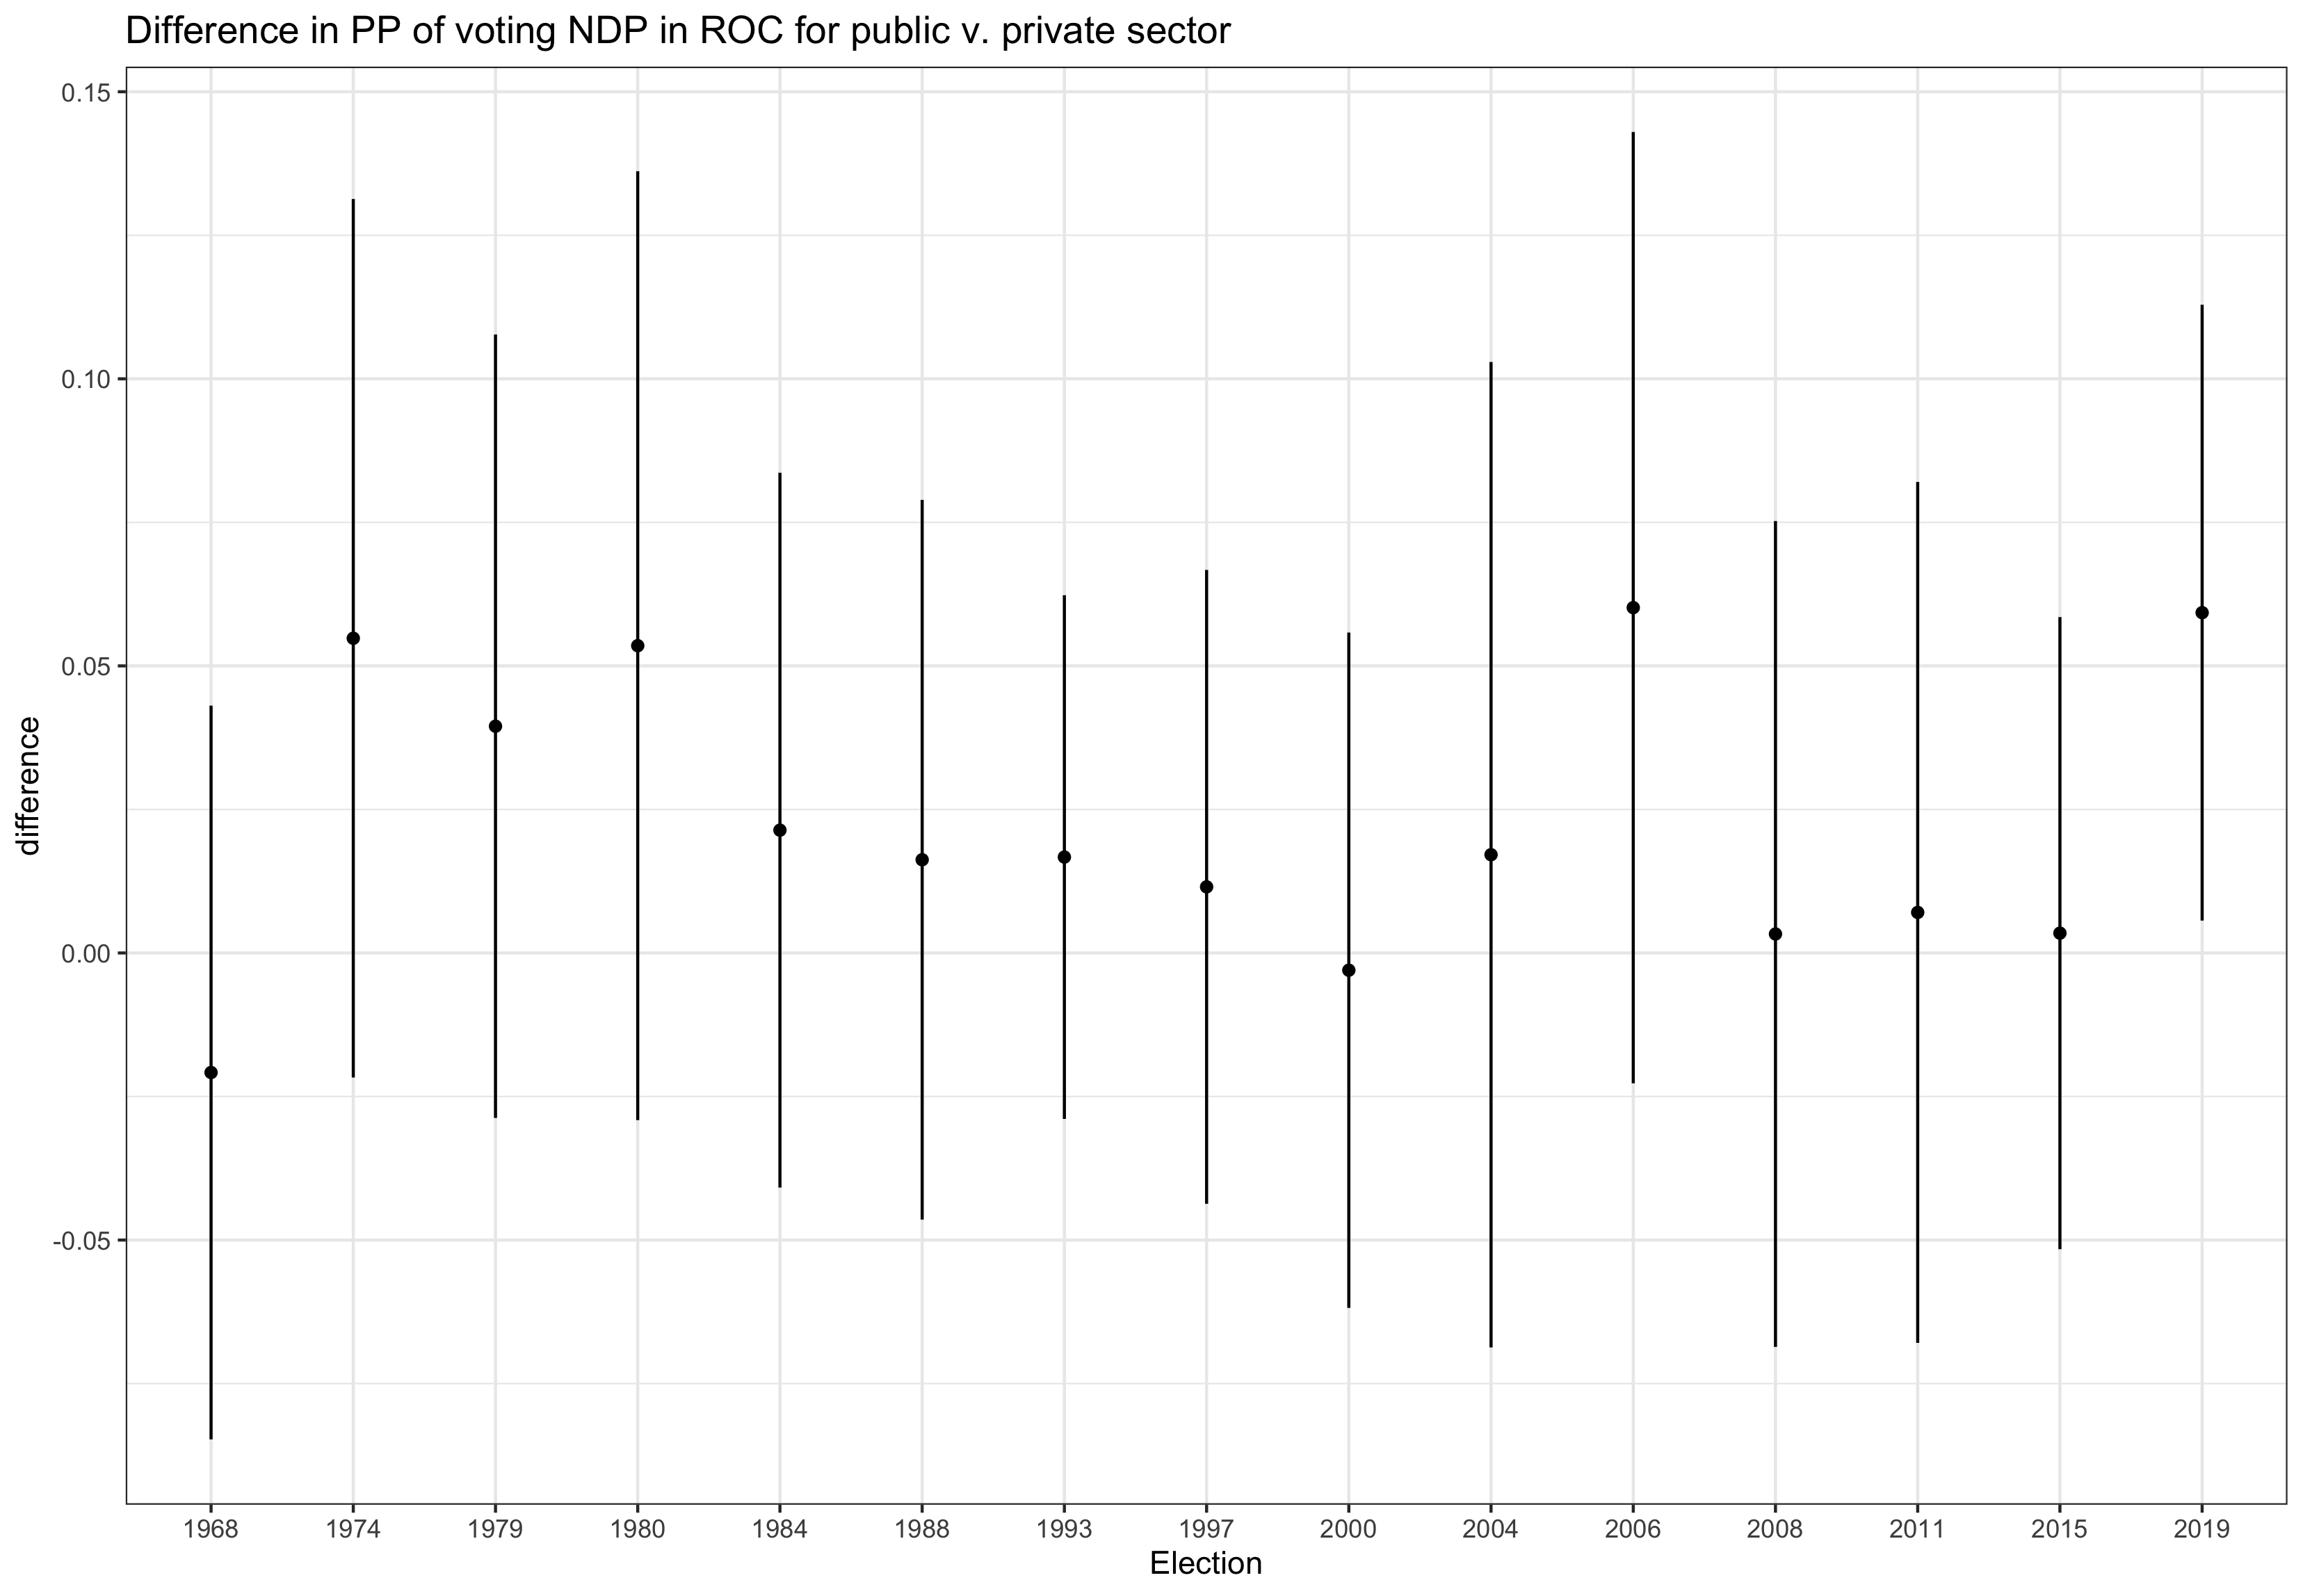 Difference in PP of voting NDP in ROC for public v. private sector
0.15
0.10
0.05
0.00
-0.05
difference
1968 1974 1979 1980 1984 1988 1993 1997 2000 2004 2006 2008 2011 2015 2019
Election